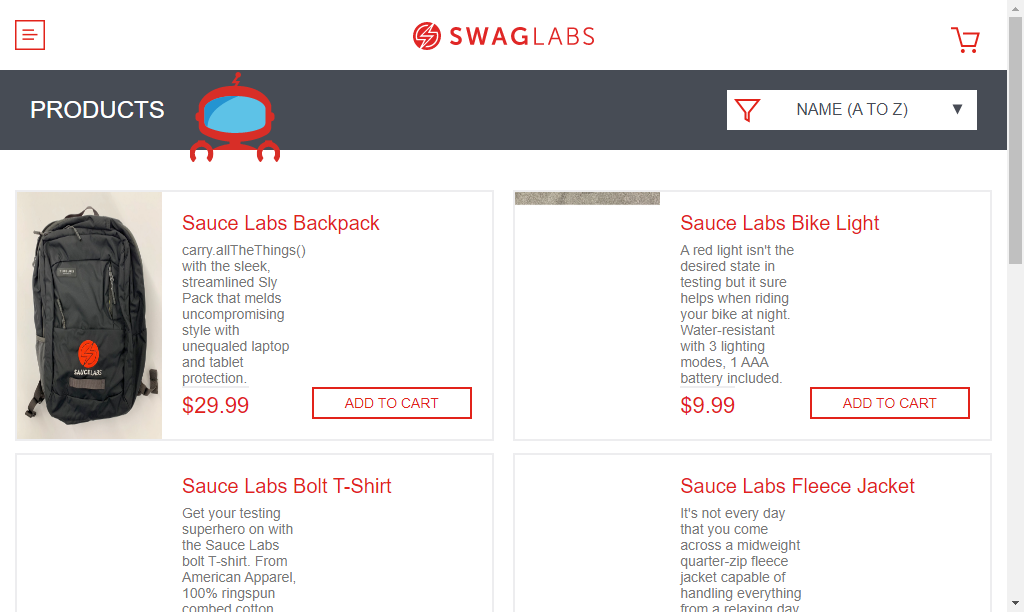 SWAGLABS
PRODUCTS
NAME (A TO Z)
Sauce Labs Backpack
carry.allTheThings()
with the sleek,
streamlined Sly
Pack that melds
uncompromising
style with
unequaled laptop
and tablet
protection.
$29.99
ADD TO CART
SAUCELABS
Sauce Labs Bike Light
A red light isn't the
desired state in
testing but it sure
helps when riding
your bike at night.
Water-resistant
with 3 lighting
modes, 1 AAA
battery included.
$9.99
ADD TO CART
Sauce Labs Bolt T-Shirt
Get your testing
superhero on with
the Sauce Labs
bolt T-shirt. From
American Apparel,
100% ringspun
combed cotton
Sauce Labs Fleece Jacket
It's not every day
that you come
across a midweight
quarter-zip fleece
jacket capable of
handling everything
from a relaxing day